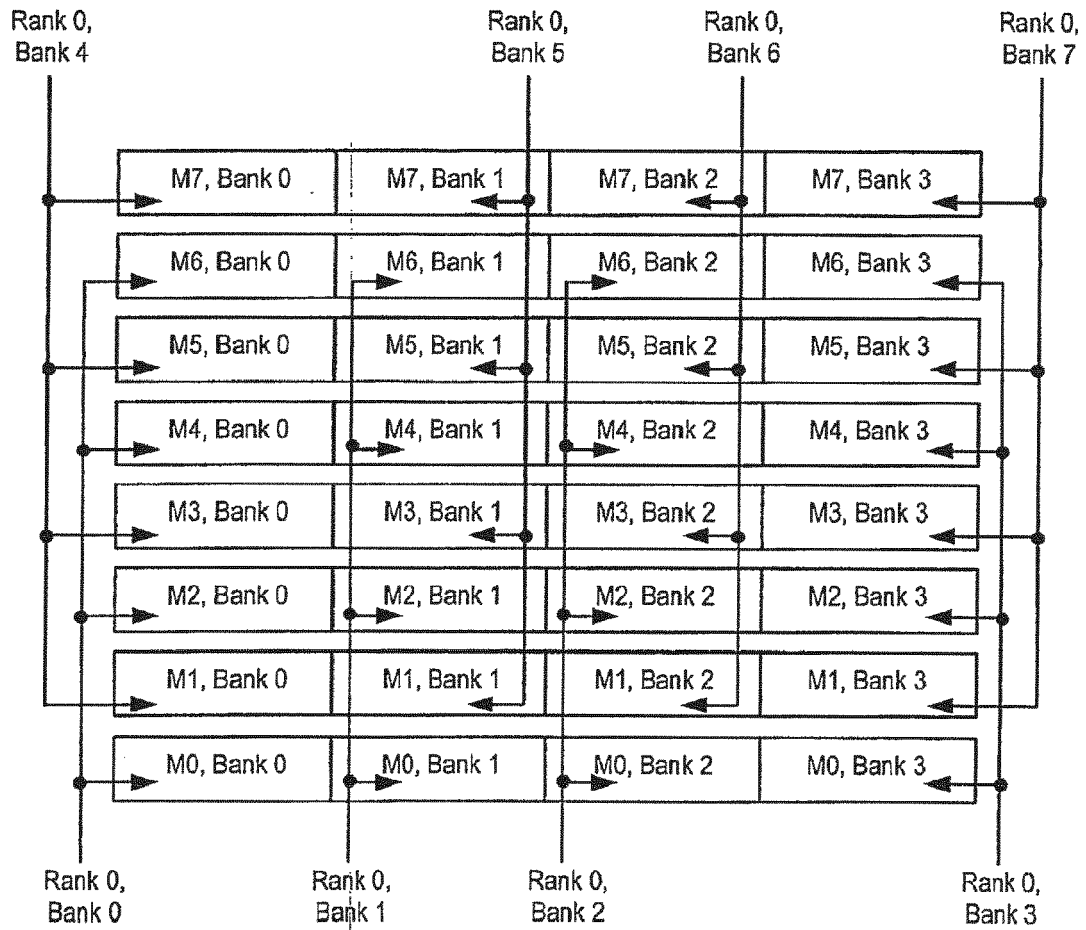 Rank 0,
Bank 4
Rank 0,
Bank 5
Rank 0,
Bank 6
Rank 0,
Bank 7
M7, Bank 0
M7, Bank 1
M7, Bank 2
M7, Bank 3
M6, Bank 0
M6, Bank 1
M6, Bank 2
M6, Bank 3
M5, Bank 0
M5, Bank 1
M5, Bank 2
M5, Bank 3
M4, Bank 0
M4, Bank 1
M4, Bank 2
M4, Bank 3
M3, Bank 0
M3, Bank 1
M3, Bank 2
M3, Bank 3
M2, Bank 0
M2, Bank 1
M2, Bank 2
M2, Bank 3
M1, Bank 0
M1, Bank 1
M1, Bank 2
M1, Bank 3
M0, Bank 0
M0, Bank 1
M0, Bank 2
M0, Bank 3
Rank 0,
Bank 0
Rank 0,
Bank 1
Rank 0,
Bank 2
Rank 0,
Bank 3